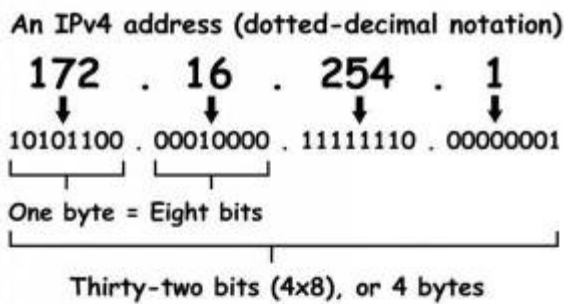 An IPv4 address (dotted-decimal notation)
172 . 16 . 254 . 1
10101100 . 00010000 . 11111110 . 00000001
One byte = Eight bits
Thirty-two bits (4x8), or 4 bytes